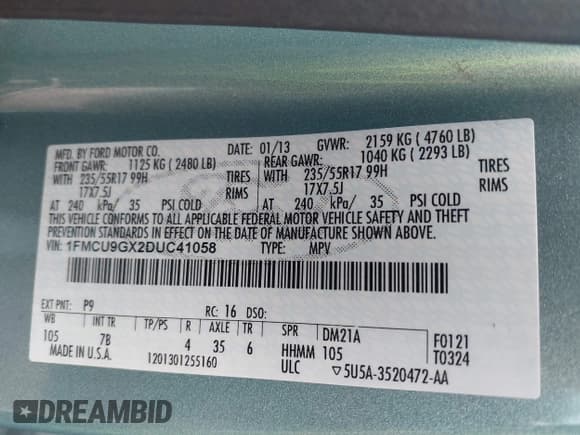 MFD. BY FORD MOTOR CO. DATE: 01/13 GVWR: 2159 KG ( 4760 LB)
FRONT GAWR: 1125 KG ( 2480 LB) REAR GAWR: 1040 KG ( 2293 LB)
WITH 235/55R17 99H TIRES WITH 235/55R17 99H TIRES
17X7.5J RIMS 17X7.5J RIMS
AT 240 kPa/ 35 PSI COLD AT 240 kPa/ 35 PSI COLD
THIS VEHICLE CONFORMS TO ALL APPLICABLE FEDERAL MOTOR VEHICLE SAFETY AND THEFT
PREVENTION STANDARDS IN EFFECT ON THE DATE OF MANUFACTURE SHOWN ABOVE.
VIN: 1FMCU9GX2DUC41058 TYPE: MPV
EXT PNT: P9 RC: 16 DSO:
WB INT TR TP/PS R AXLE TR SPR DM21A F0121
105 7B 4 35 6 HHMM 105 T0324
MADE IN U.S.A. 1201301255160 ULC ▽5U5A-3520472-AA
DREAMBID